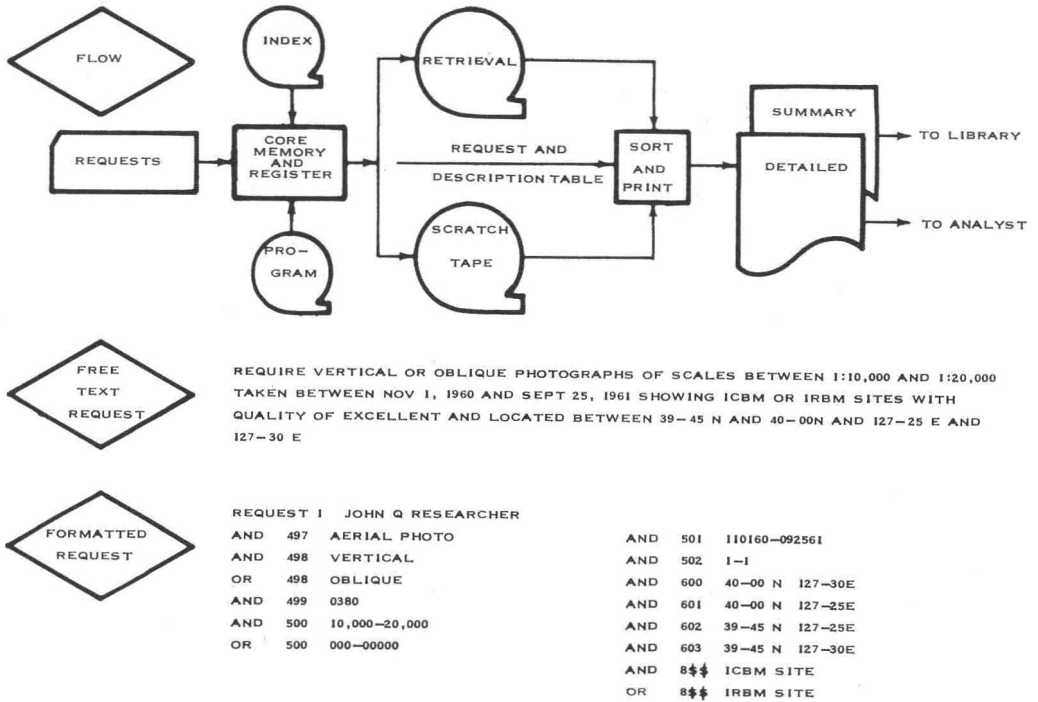 FLOW
INDEX
RETRIEVAL
REQUESTS
CORE
MEMORY
AND
REGISTER
REQUEST AND
DESCRIPTION TABLE
SORT
AND
PRINT
SUMMARY
DETAILED
TO LIBRARY
TO ANALYST
PRO–
GRAM
SCRATCH
TAPE
FREE
TEXT
REQUEST
REQUIRE VERTICAL OR OBLIQUE PHOTOGRAPHS OF SCALES BETWEEN 1:10,000 AND 1:20,000
TAKEN BETWEEN NOV 1, 1960 AND SEPT 25, 1961 SHOWING ICBM OR IRBM SITES WITH
QUALITY OF EXCELLENT AND LOCATED BETWEEN 39–45 N AND 40–00N AND 127–25 E AND
127–30 E
FORMATTED
REQUEST
REQUEST 1 JOHN Q RESEARCHER
AND 497 AERIAL PHOTO
AND 498 VERTICAL
OR 498 OBLIQUE
AND 499 0380
AND 500 10,000–20,000
OR 500 000–00000
AND 501 110160–092561
AND 502 1–1
AND 600 40–00 N 127–30E
AND 601 40–00 N 127–25E
AND 602 39–45 N 127–25E
AND 603 39–45 N 127–30E
AND 8$$ ICBM SITE
OR 8$$ IRBM SITE